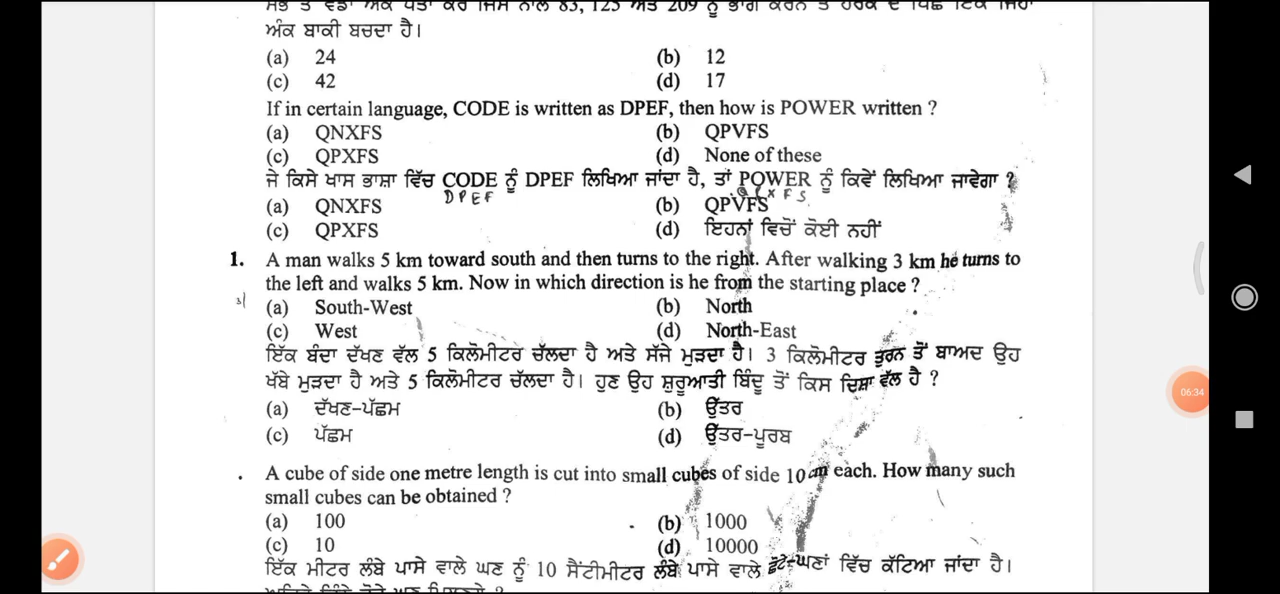 ਅੰਕ ਬਾਕੀ ਬਚਦਾ ਹੈ।
(a) 24 (b) 12
(c) 42 (d) 17
If in certain language, CODE is written as DPEF, then how is POWER written ?
(a) QNXFS (b) QPVFS
(c) QPXFS (d) None of these
ਜੇ ਕਿਸੇ ਖਾਸ ਭਾਸ਼ਾ ਵਿੱਚ CODE ਨੂੰ DPEF ਲਿਖਿਆ ਜਾਂਦਾ ਹੈ, ਤਾਂ POWER ਨੂੰ ਕਿਵੇਂ ਲਿਖਿਆ ਜਾਵੇਗਾ ?
DPEF XFS
(a) QNXFS (b) QPVFS
(c) QPXFS (d) ਇਹਨਾਂ ਵਿਚੋਂ ਕੋਈ ਨਹੀਂ
1. A man walks 5 km toward south and then turns to the right. After walking 3 km he turns to
the left and walks 5 km. Now in which direction is he from the starting place ?
(a) South-West (b) North
(c) West (d) North-East
ਇੱਕ ਬੰਦਾ ਦੱਖਣ ਵੱਲ 5 ਕਿਲੋਮੀਟਰ ਚੱਲਦਾ ਹੈ ਅਤੇ ਸੱਜੇ ਮੁੜਦਾ ਹੈ। 3 ਕਿਲੋਮੀਟਰ ਤੁਰਨ ਤੋਂ ਬਾਅਦ ਉਹ
ਖੱਬੇ ਮੁੜਦਾ ਹੈ ਅਤੇ 5 ਕਿਲੋਮੀਟਰ ਚੱਲਦਾ ਹੈ। ਹੁਣ ਉਹ ਸ਼ੁਰੂਆਤੀ ਬਿੰਦੂ ਤੋਂ ਕਿਸ ਦਿਸ਼ਾ ਵੱਲ ਹੈ ?
(a) ਦੱਖਣ-ਪੱਛਮ (b) ਉੱਤਰ
(c) ਪੱਛਮ (d) ਉੱਤਰ-ਪੂਰਬ
. A cube of side one metre length is cut into small cubes of side 10 cm each. How many such
small cubes can be obtained ?
(a) 100 (b) 1000
(c) 10 (d) 10000
ਇੱਕ ਮੀਟਰ ਲੰਬੇ ਪਾਸੇ ਵਾਲੇ ਘਣ ਨੂੰ 10 ਸੈਂਟੀਮੀਟਰ ਲੰਬੇ ਪਾਸੇ ਵਾਲੇ ਛੋਟੇ-ਘਣਾਂ ਵਿੱਚ ਕੱਟਿਆ ਜਾਂਦਾ ਹੈ।
06:34